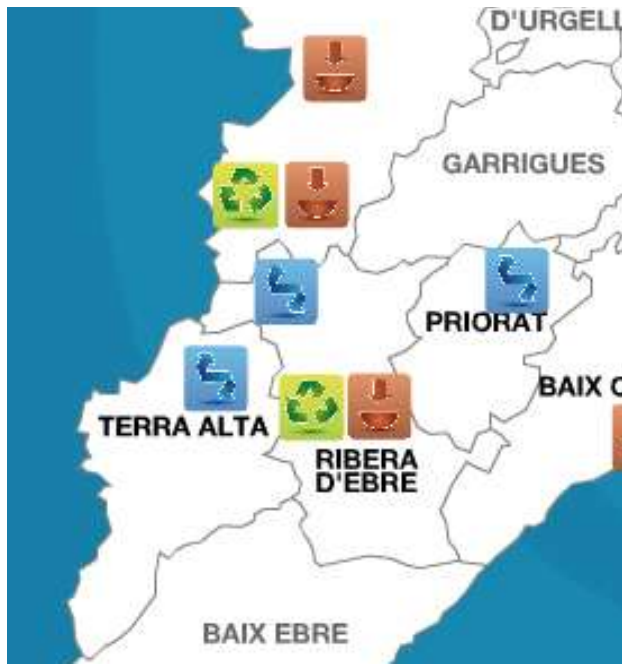 D'URGELL
GARRIGUES
PRIORAT
BAIX C
TERRA ALTA
RIBERA
D'EBRE
BAIX EBRE